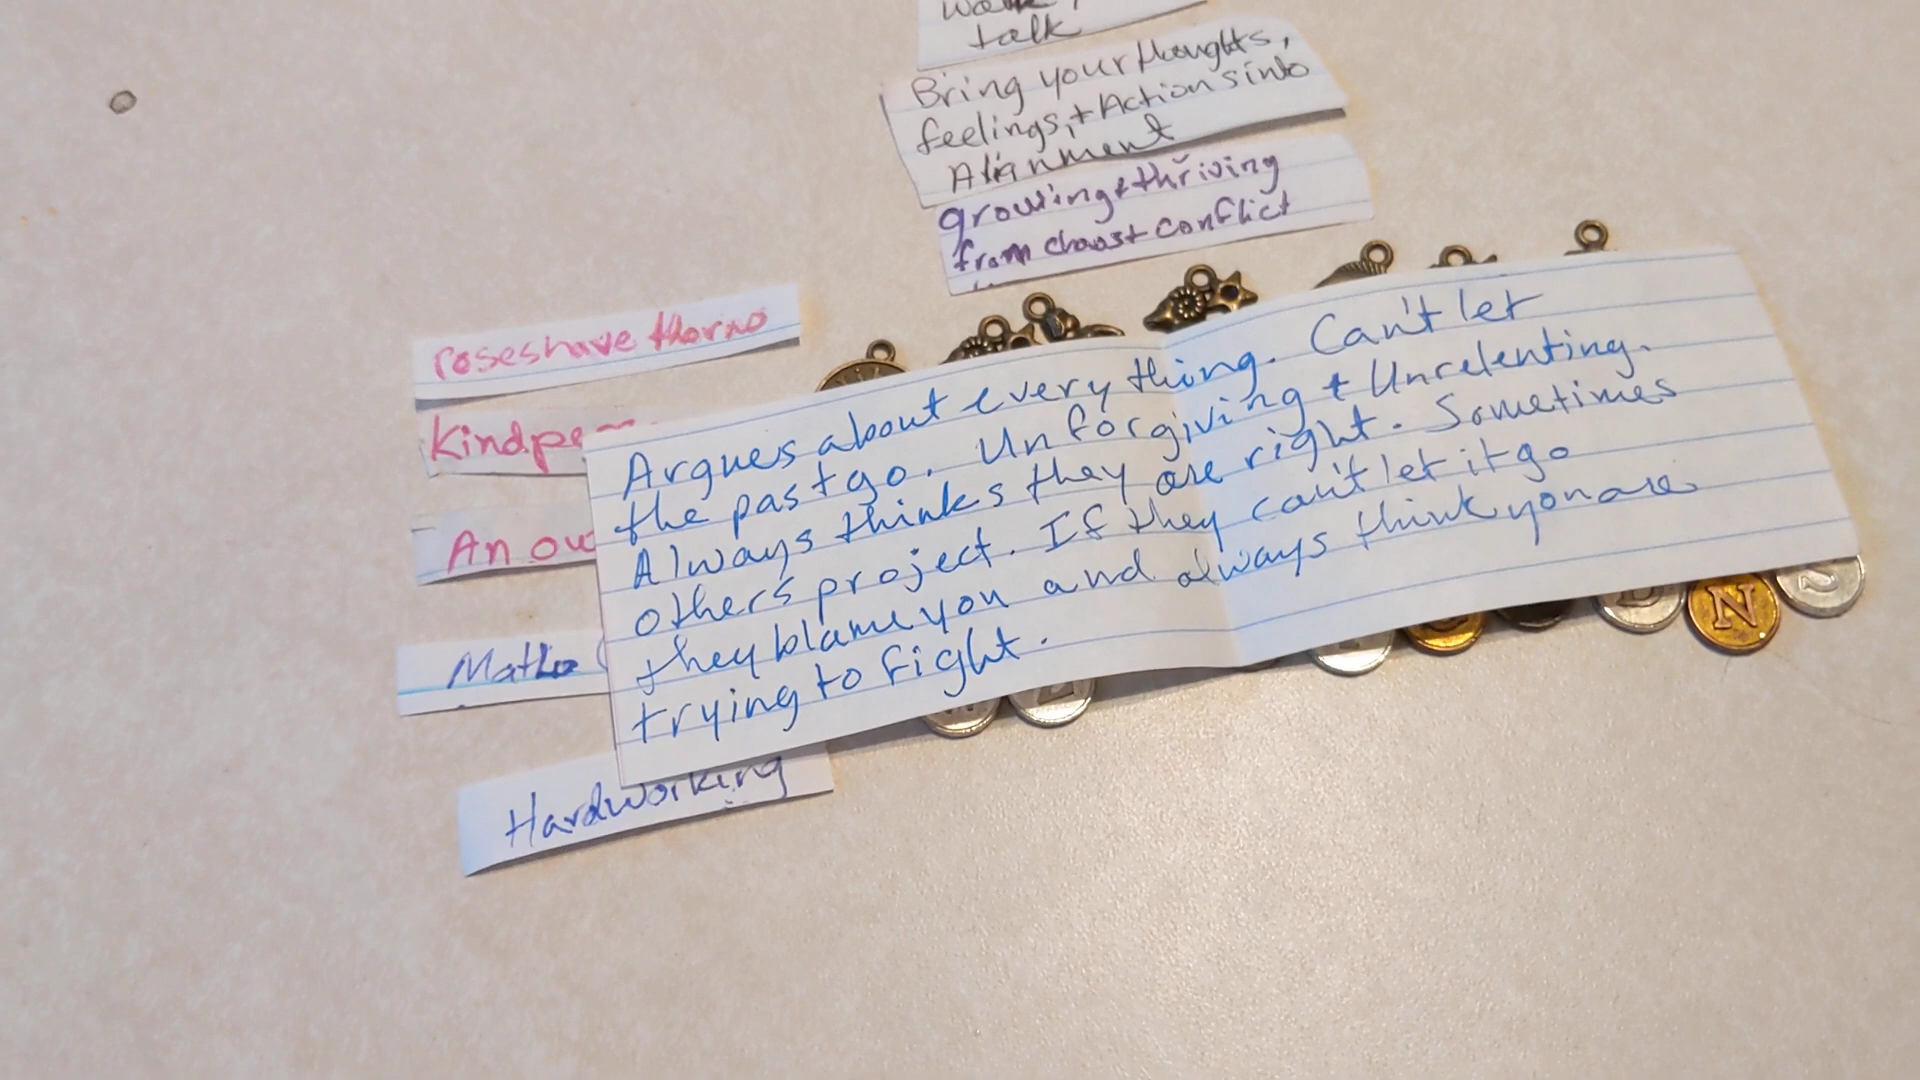 talk
Bring your thoughts,
feelings, + Actions into
Alignment
growing & thriving
from chaos + conflict
roses have thorns
Kind
An
Hardworking
Argues about everything. Can't let
the past go. Unforgiving + Unrelenting.
Always thinks they are right. Sometimes
others project. If they can't let it go
they blame you and always think you are
trying to fight.
N
S